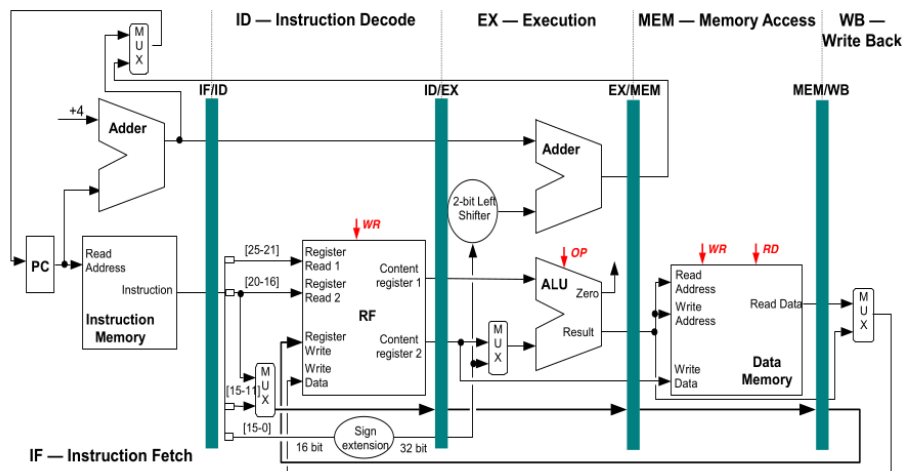 ID — Instruction Decode
EX — Execution
MEM — Memory Access
WB —
Write Back
M
U
X
IF/ID
ID/EX
EX/MEM
MEM/WB
+4
Adder
Adder
2-bit Left
Shifter
WR
[25-21]
OP
WR
RD
PC
Read
Address
Instruction
Instruction
Memory
[20-16]
Register
Read 1
Register
Read 2
Content
register 1
RF
Register
Write
Write
Data
Content
register 2
ALU
Zero
Result
M
U
X
Read
Address
Write
Address
Read Data
Write
Data
Data
Memory
M
U
X
M
U
X
[15-11]
[15-0]
16 bit
Sign
extension
32 bit
IF — Instruction Fetch